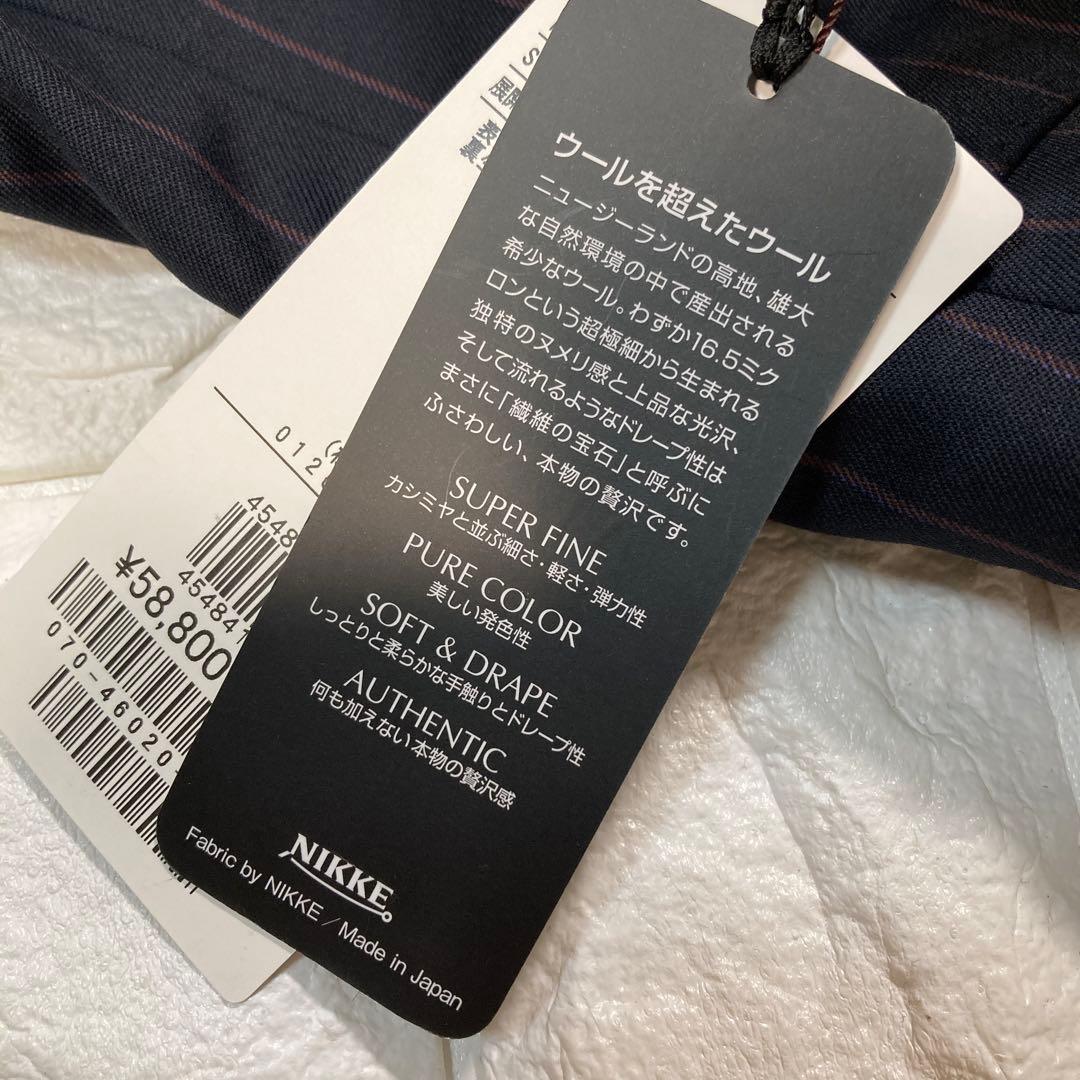 ウールを超えたウール
ニュージーランドの高地、雄大
な自然環境の中で産出される
希少なウール。わずか16.5ミク
ロンという超極細から生まれる
独特のヌメリ感と上品な光沢、
そして流れるようなドレープ性は
まさに「繊維の宝石」と呼ぶに
ふさわしい、本物の贅沢です。
SUPER FINE
カシミヤと並ぶ細さ・軽さ・弾力性
PURE COLOR
美しい発色性
SOFT & DRAPE
しっとりと柔らかな手触りとドレープ性
AUTHENTIC
何も加えない本物の贅沢感
NIKKE
Fabric by NIKKE / Made in Japan
S
展開
表
裏
012
4548
45484
¥58,800
070-46020